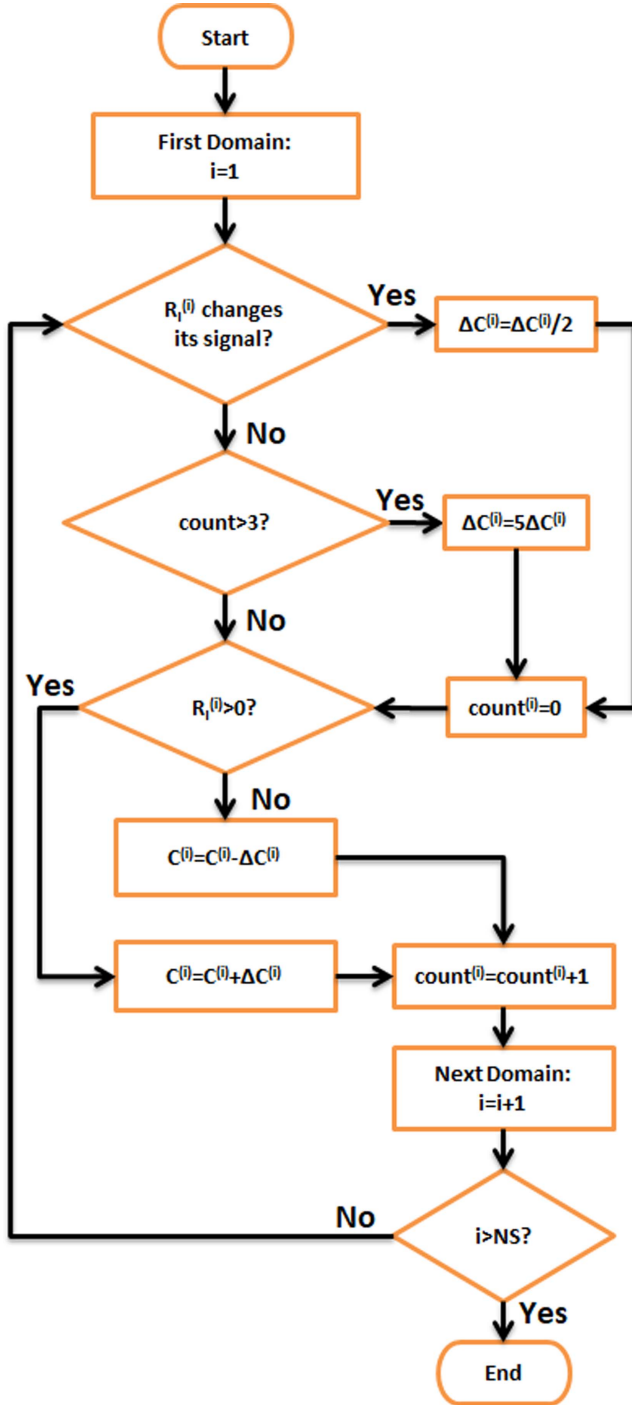 Start
First Domain:
i=1
R_I^(i) changes
its signal?
Yes
ΔC^(i)=ΔC^(i)/2
No
count>3?
Yes
ΔC^(i)=5ΔC^(i)
No
Yes
R_I^(i)>0?
count^(i)=0
No
C^(i)=C^(i)-ΔC^(i)
C^(i)=C^(i)+ΔC^(i)
count^(i)=count^(i)+1
Next Domain:
i=i+1
No
i>NS?
Yes
End